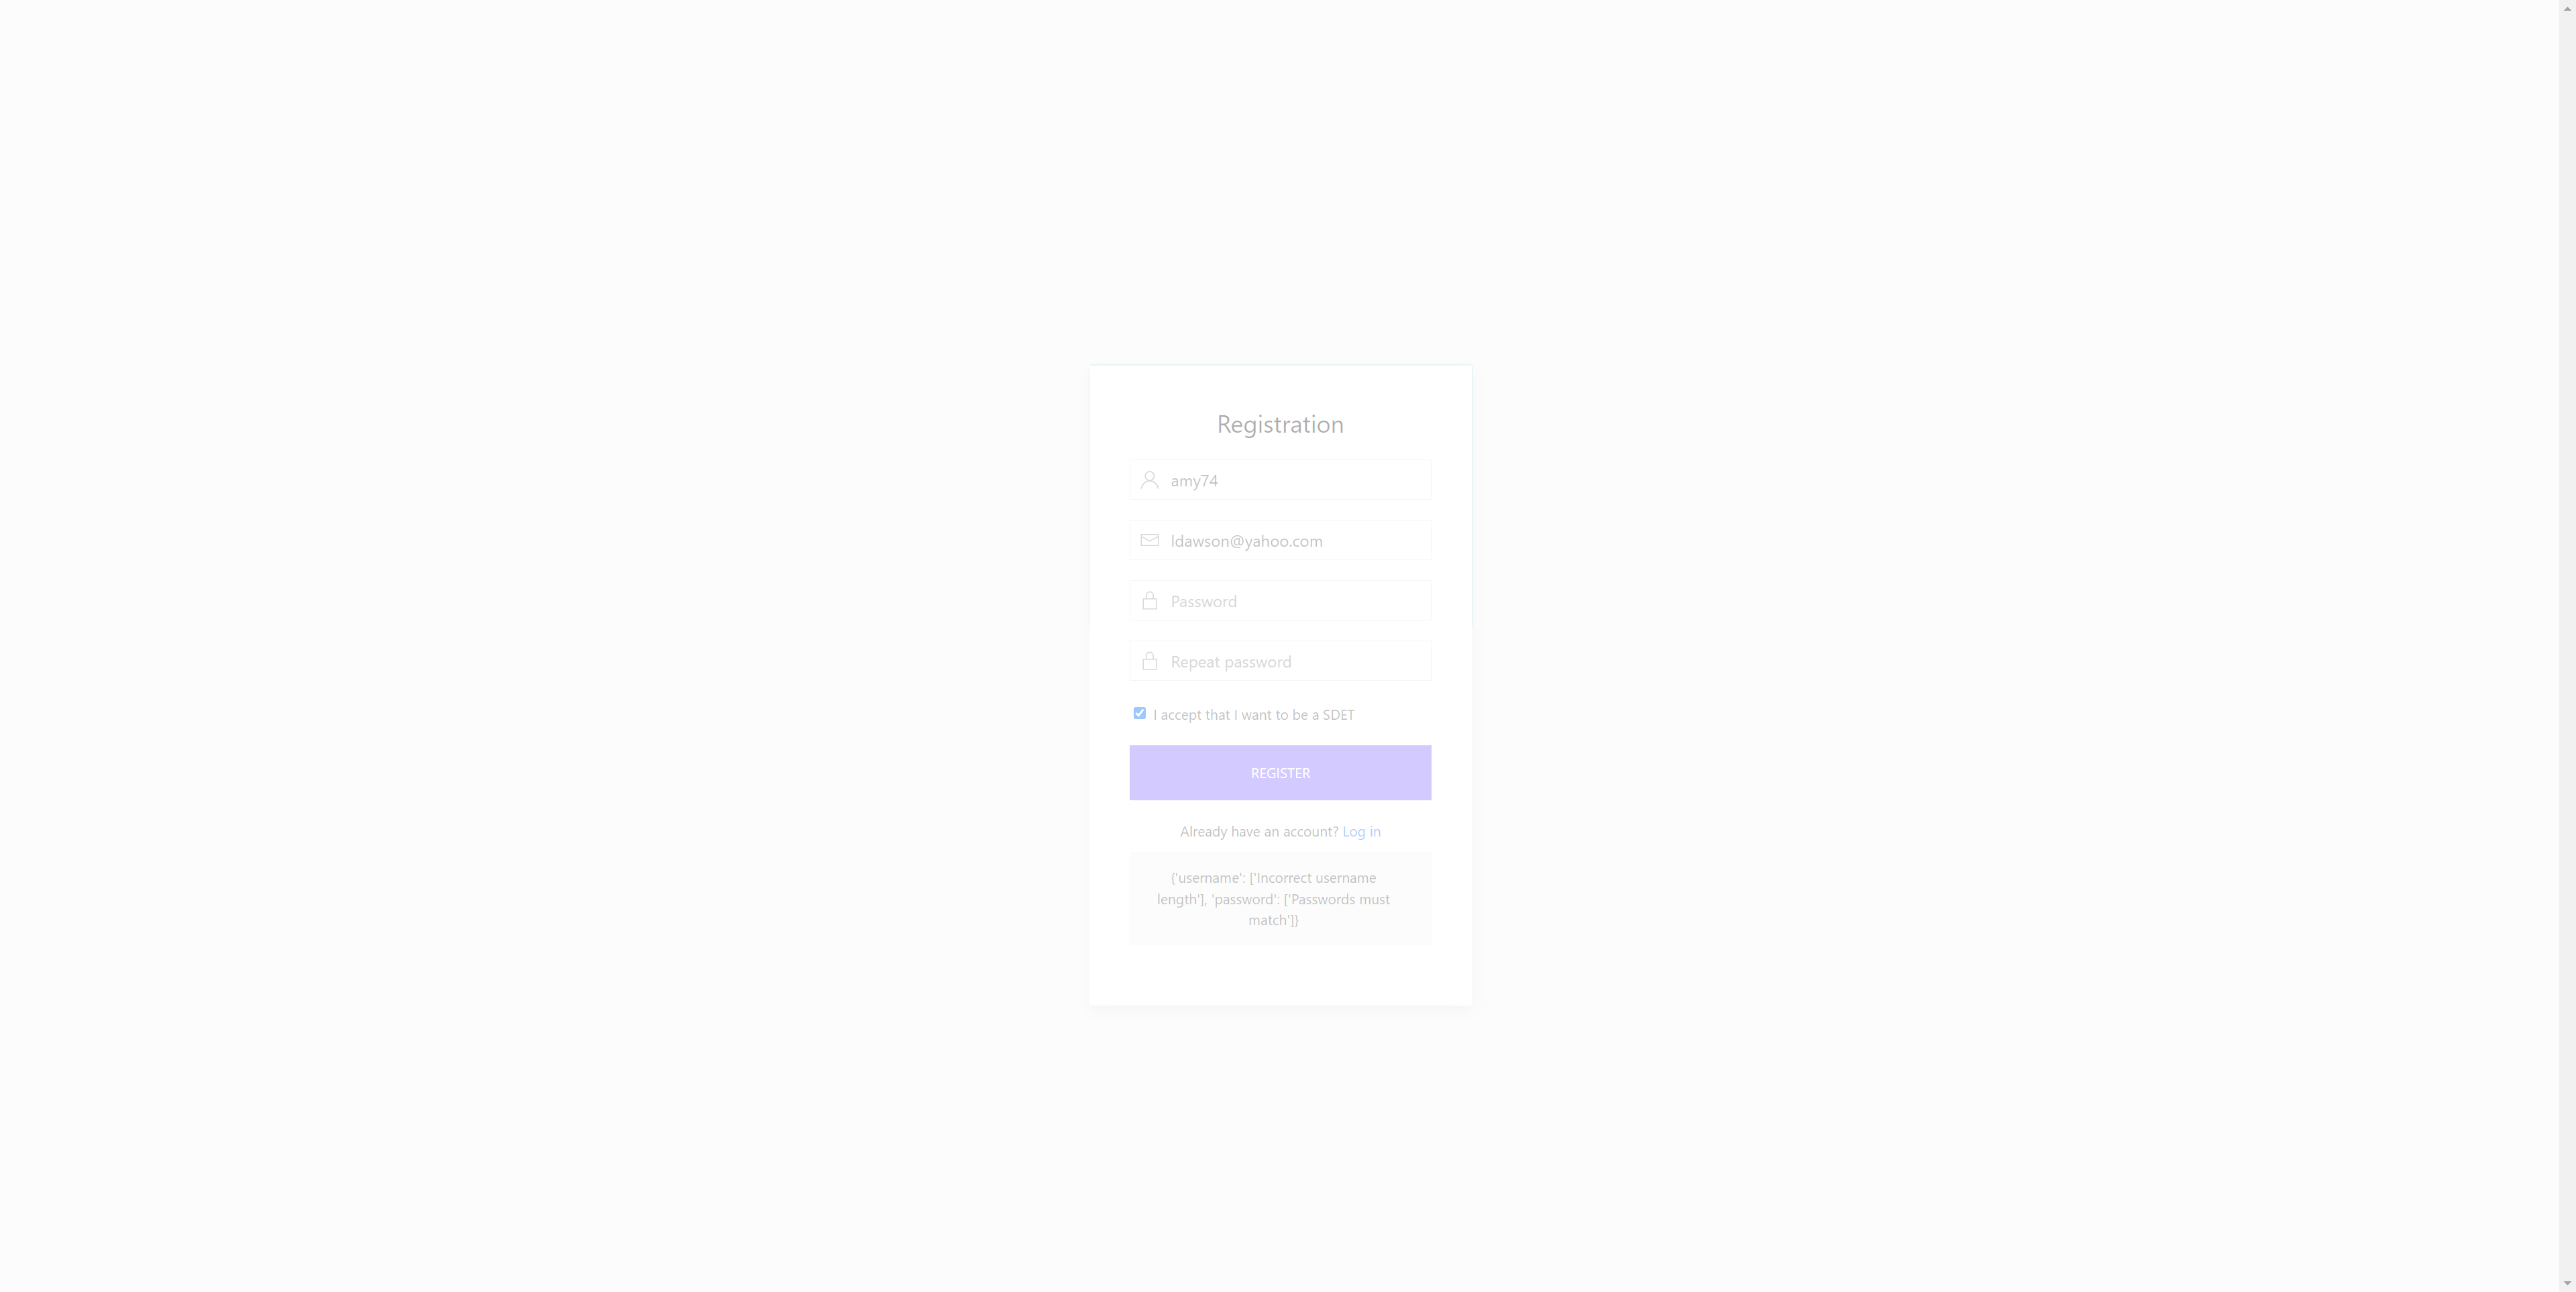 Registration
amy74
ldawson@yahoo.com
Password
Repeat password
I accept that I want to be a SDET
REGISTER
Already have an account? Log in
{'username': ['Incorrect username
length'], 'password': ['Passwords must
match']}